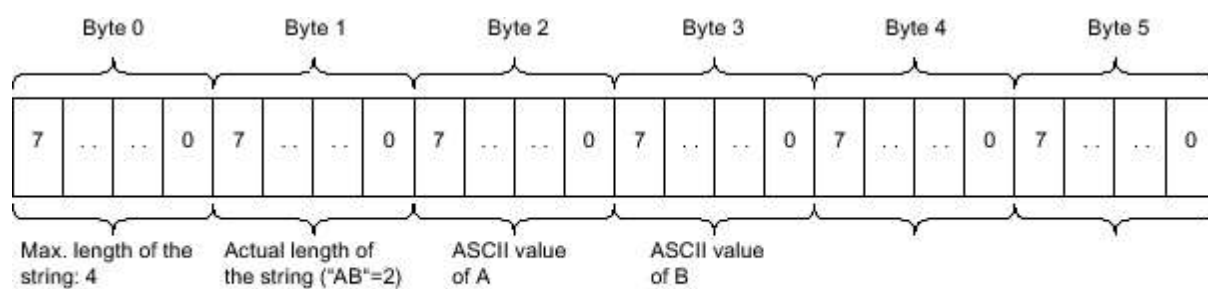 Byte 0 Byte 1 Byte 2 Byte 3 Byte 4 Byte 5
7 .. .. 0 7 .. .. 0 7 .. .. 0 7 .. .. 0 7 .. .. 0 7 .. .. 0
Max. length of the
string: 4
Actual length of
the string ("AB"=2)
ASCII value
of A
ASCII value
of B